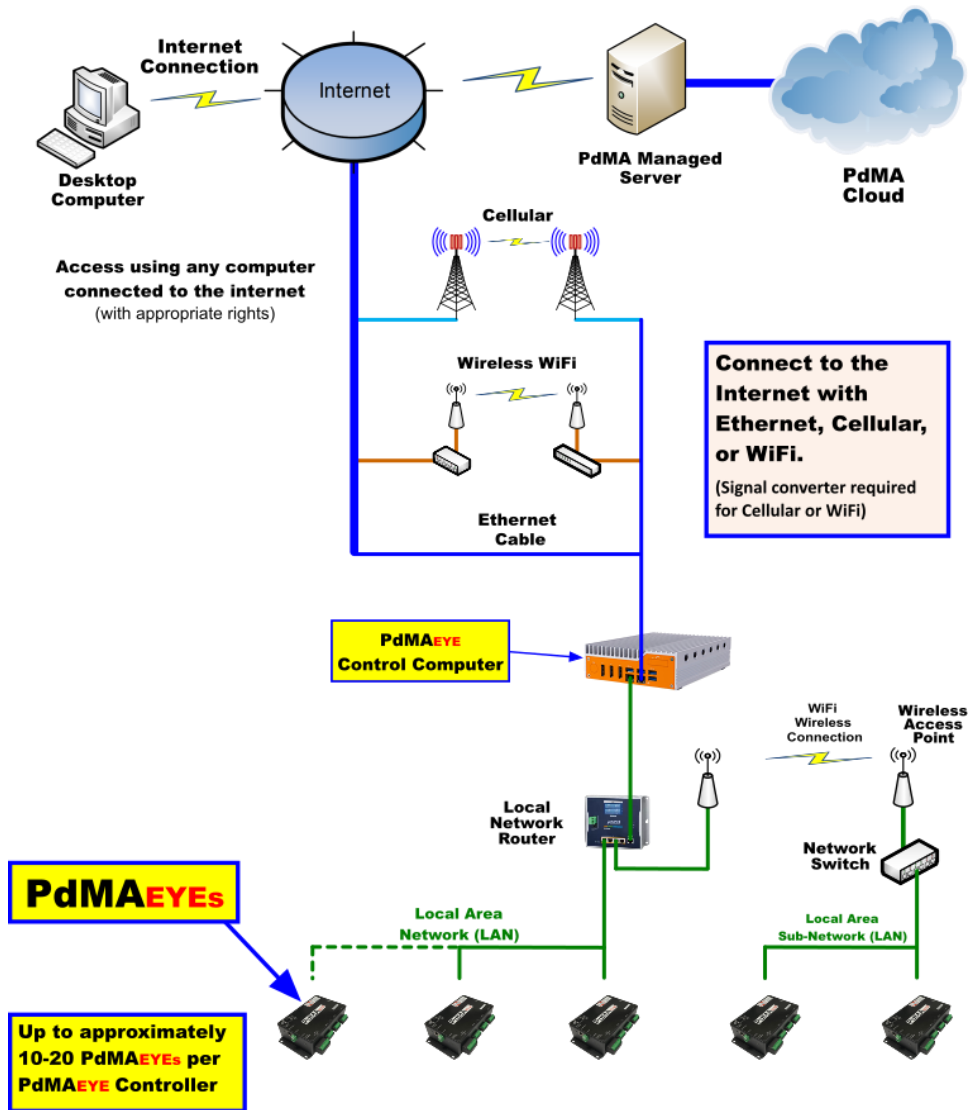 Internet
Connection
Internet
Desktop
Computer
PdMA Managed
Server
PdMA
Cloud
Cellular
Access using any computer
connected to the internet
(with appropriate rights)
Wireless WiFi
Connect to the
Internet with
Ethernet, Cellular,
or WiFi.
(Signal converter required
for Cellular or WiFi)
Ethernet
Cable
PdMAEYE
Control Computer
WiFi
Wireless
Connection
Wireless
Access
Point
Local
Network
Router
Network
Switch
PdMAEYEs
Local Area
Network (LAN)
Local Area
Sub-Network (LAN)
Up to approximately
10-20 PdMAEYEs per
PdMAEYE Controller